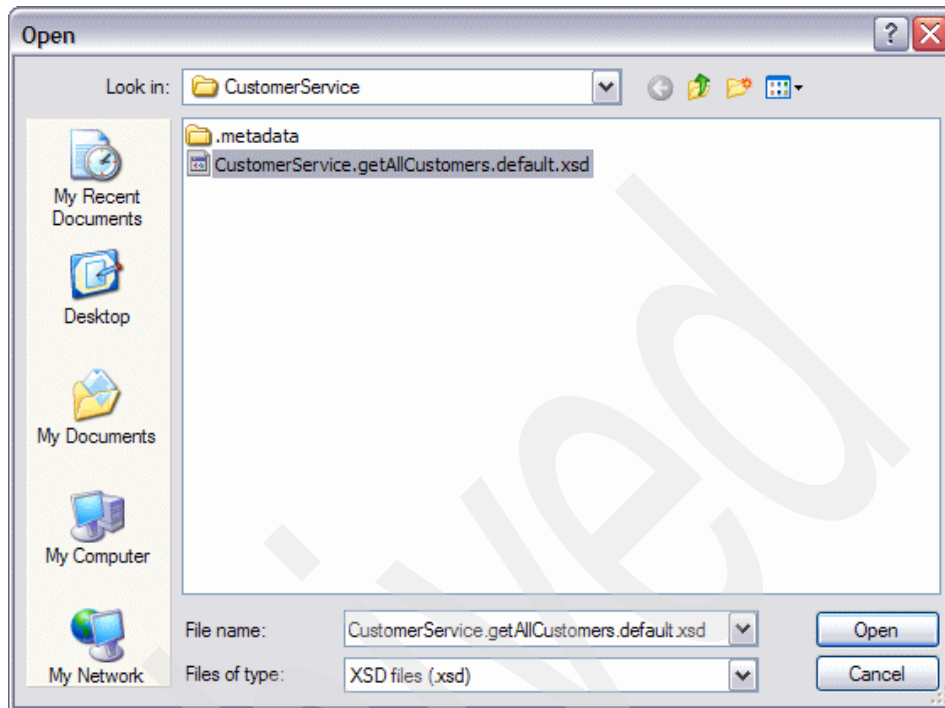 Open
Look in:
CustomerService
.metadata
CustomerService.getAllCustomers.default.xsd
My Recent
Documents
Desktop
My Documents
My Computer
My Network
File name:
CustomerService.getAllCustomers.default.xsd
Open
Files of type:
XSD files (.xsd)
Cancel